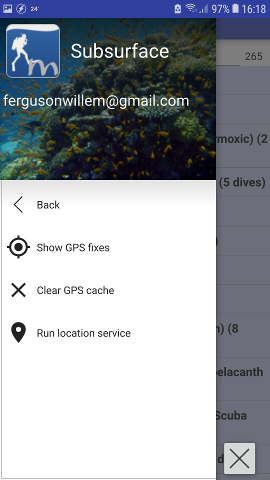 24°
97% 16:18
Subsurface
265
fergusonwillem@gmail.com
moxic) (2
(5 dives)
Back
Show GPS fixes
)
Clear GPS cache
Run location service
n) (8
elacanth
Scuba
d